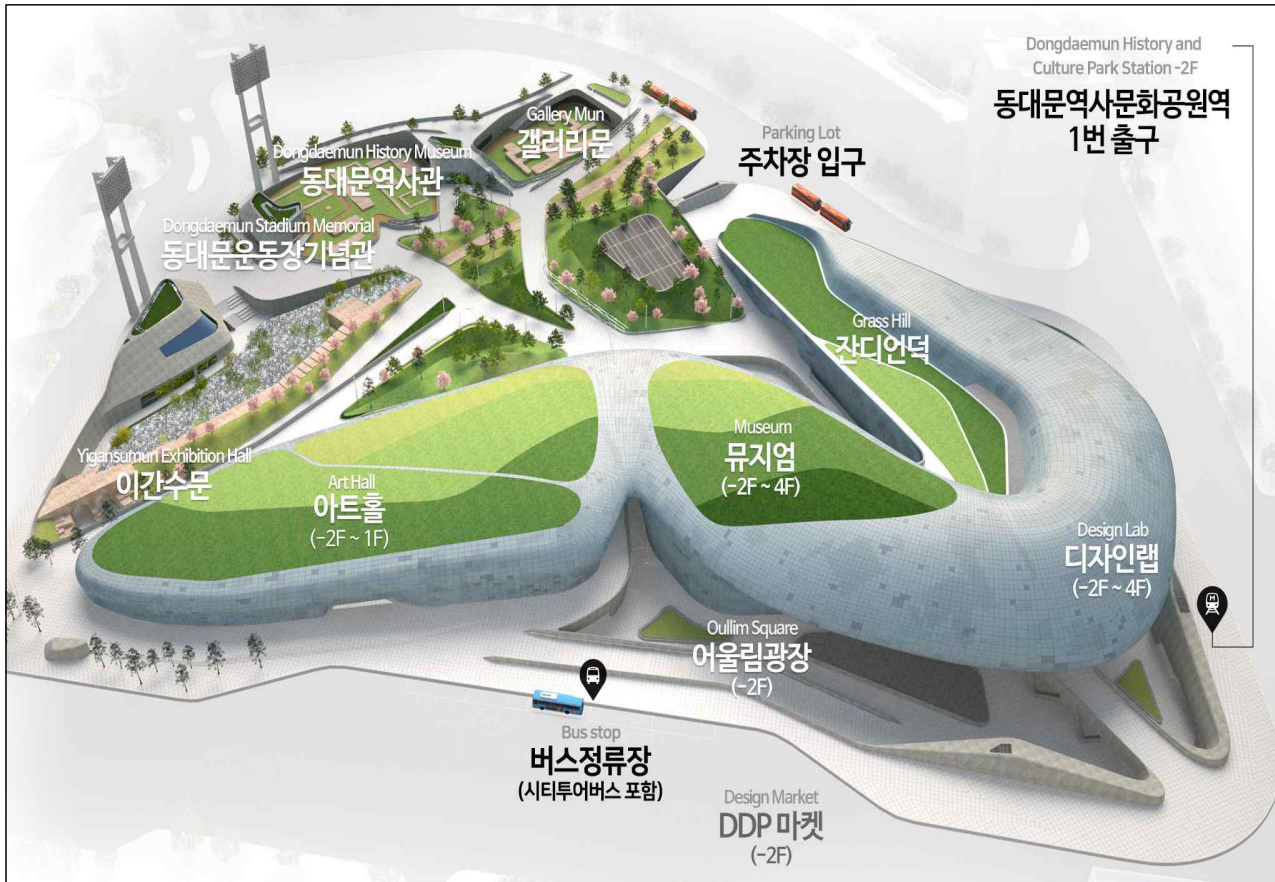 Dongdaemun History and
Culture Park Station -2F
동대문역사문화공원역
1번 출구
Gallery Mun
갤러리문
Parking Lot
주차장 입구
Dongdaemun History Museum
동대문역사관
Dongdaemun Stadium Memorial
동대문운동장기념관
Grass Hill
잔디언덕
Museum
뮤지엄
(-2F ~ 4F)
Yigansumun Exhibition Hall
이간수문
Art Hall
아트홀
(-2F ~ 1F)
Design Lab
디자인랩
(-2F ~ 4F)
Oullim Square
어울림광장
(-2F)
Bus stop
버스정류장
(시티투어버스 포함)
Design Market
DDP 마켓
(-2F)